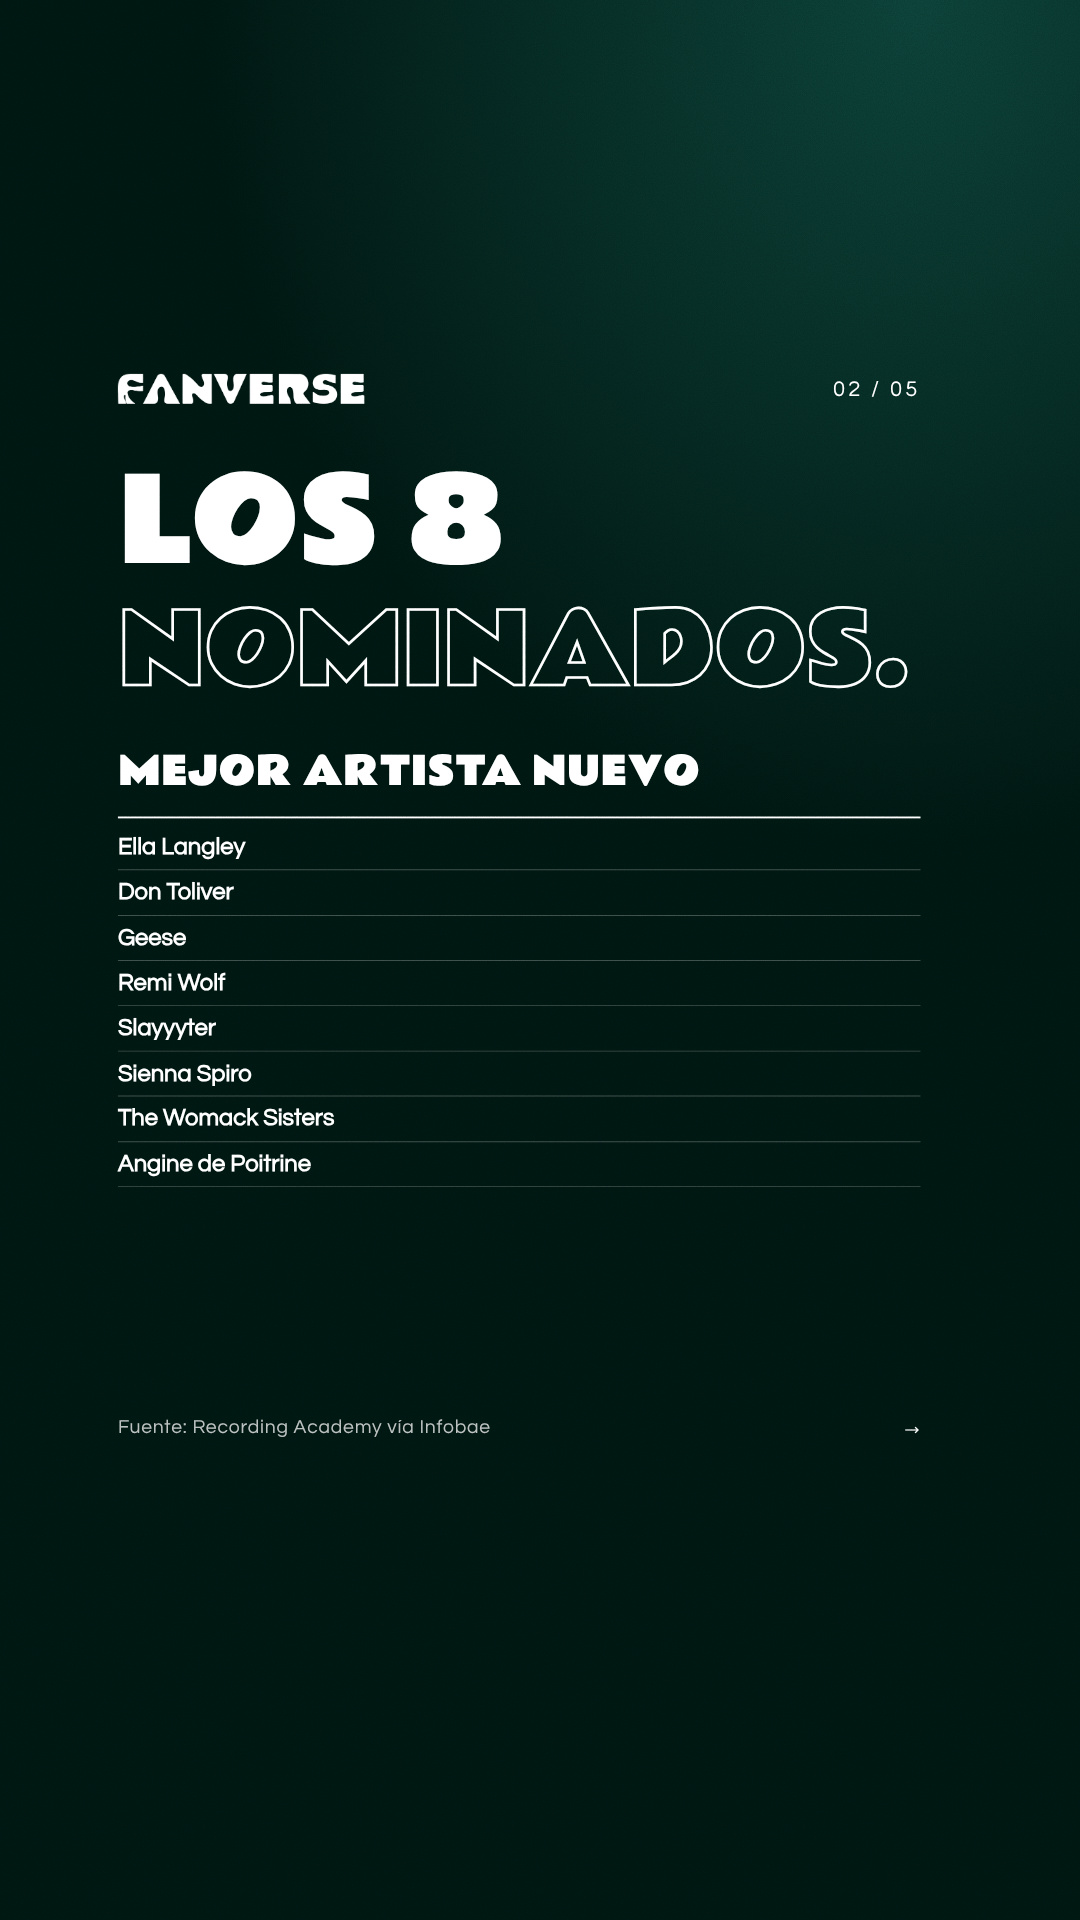 FANVERSE
02 / 05
LOS 8
NOMINADOS.
MEJOR ARTISTA NUEVO
Ella Langley
Don Toliver
Geese
Remi Wolf
Slayyyter
Sienna Spiro
The Womack Sisters
Angine de Poitrine
Fuente: Recording Academy vía Infobae →